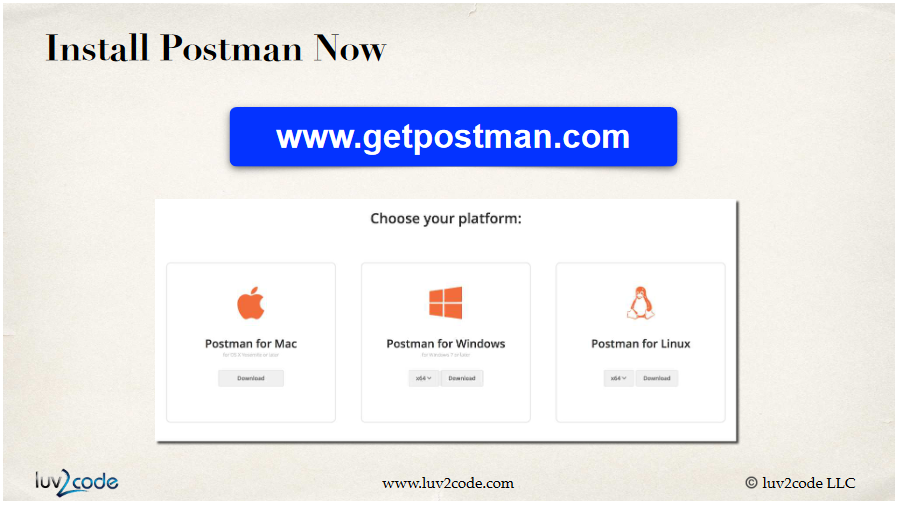 Install Postman Now
www.getpostman.com
Choose your platform:
Postman for Mac
for OS X Yosemite or later
Download
Postman for Windows
for Windows 7 or later
x64 Download
Postman for Linux
x64 Download
luv2code
www.luv2code.com
© luv2code LLC